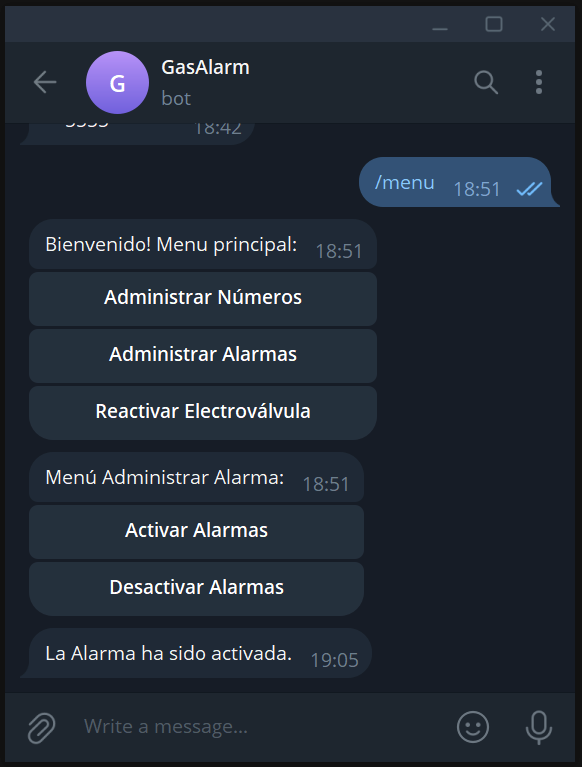 GasAlarm
bot
18:42
/menu 18:51
Bienvenido! Menu principal: 18:51
Administrar Números
Administrar Alarmas
Reactivar Electroválvula
Menú Administrar Alarma: 18:51
Activar Alarmas
Desactivar Alarmas
La Alarma ha sido activada. 19:05
Write a message...